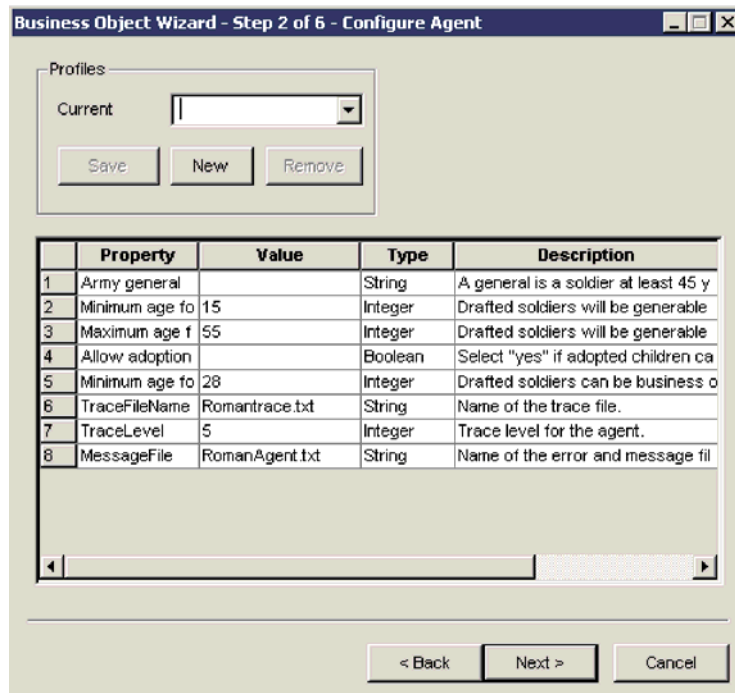 Business Object Wizard - Step 2 of 6 - Configure Agent
Profiles
Current
Save New Remove
Property Value Type Description
1 Army general String A general is a soldier at least 45 y
2 Minimum age fo 15 Integer Drafted soldiers will be generable
3 Maximum age f 55 Integer Drafted soldiers will be generable
4 Allow adoption Boolean Select "yes" if adopted children ca
5 Minimum age fo 28 Integer Drafted soldiers can be business o
6 TraceFileName Romantrace.txt String Name of the trace file.
7 TraceLevel 5 Integer Trace level for the agent.
8 MessageFile RomanAgent.txt String Name of the error and message fil
< Back Next > Cancel